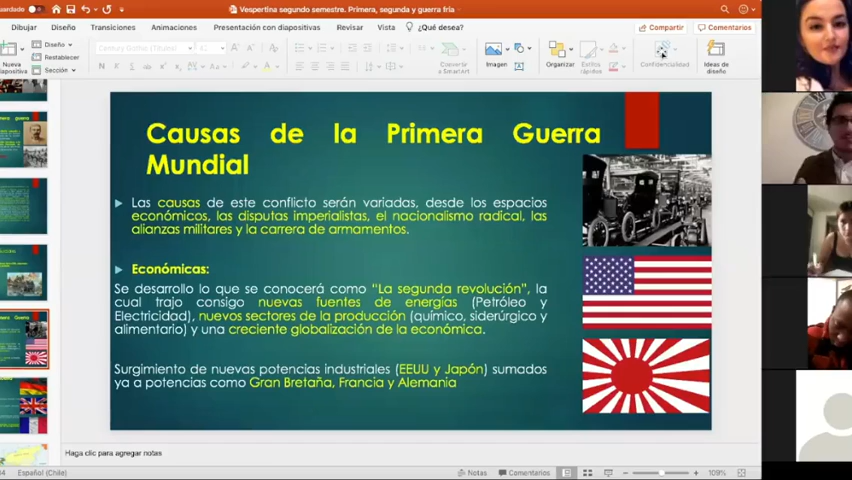 Guardado
Vespertina segundo semestre. Primera, segunda y guerra fria
Dibujar Diseño Transiciones Animaciones Presentación con diapositivas Revisar Vista ¿Qué desea? Compartir Comentarios
Diseño
Restablecer
Sección
Nueva
diapositiva
Convertir
a SmartArt
Imagen
Organizar
Estilos
rápidos
Confidencialidad
Ideas de
diseño
Causas de la Primera Guerra
Mundial
Las causas de este conflicto serán variadas, desde los espacios
económicos, las disputas imperialistas, el nacionalismo radical, las
alianzas militares y la carrera de armamentos.
Económicas:
Se desarrollo lo que se conocerá como “La segunda revolución”, la
cual trajo consigo nuevas fuentes de energías (Petróleo y
Electricidad), nuevos sectores de la producción (químico, siderúrgico y
alimentario) y una creciente globalización de la económica.
Surgimiento de nuevas potencias industriales (EEUU y Japón) sumados
ya a potencias como Gran Bretaña, Francia y Alemania
Haga clic para agregar notas
Español (Chile) Notas Comentarios 109%